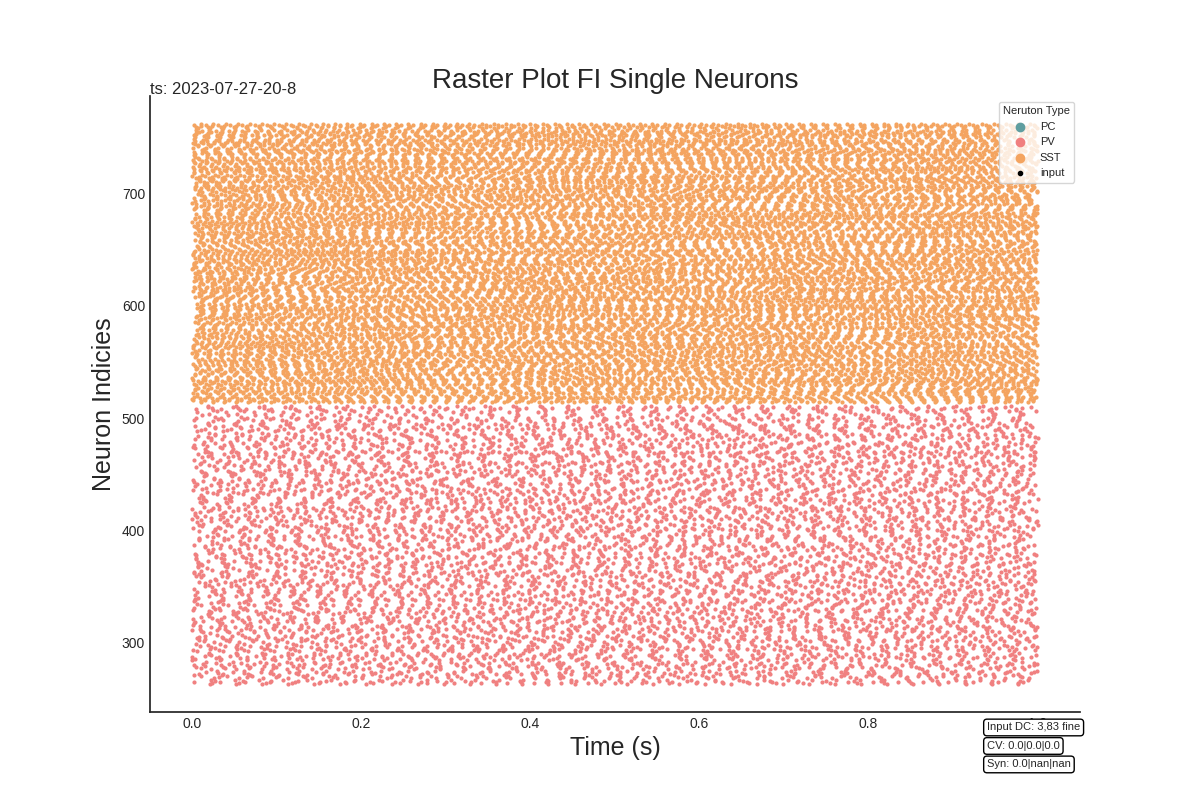 Raster Plot FI Single Neurons
ts: 2023-07-27-20-8
Neruton Type
PC
PV
SST
input
700
600
500
400
300
Neuron Indicies
0.0 0.2 0.4 0.6 0.8
Time (s)
Input DC: 3,83 fine
CV: 0.0|0.0|0.0
Syn: 0.0|nan|nan